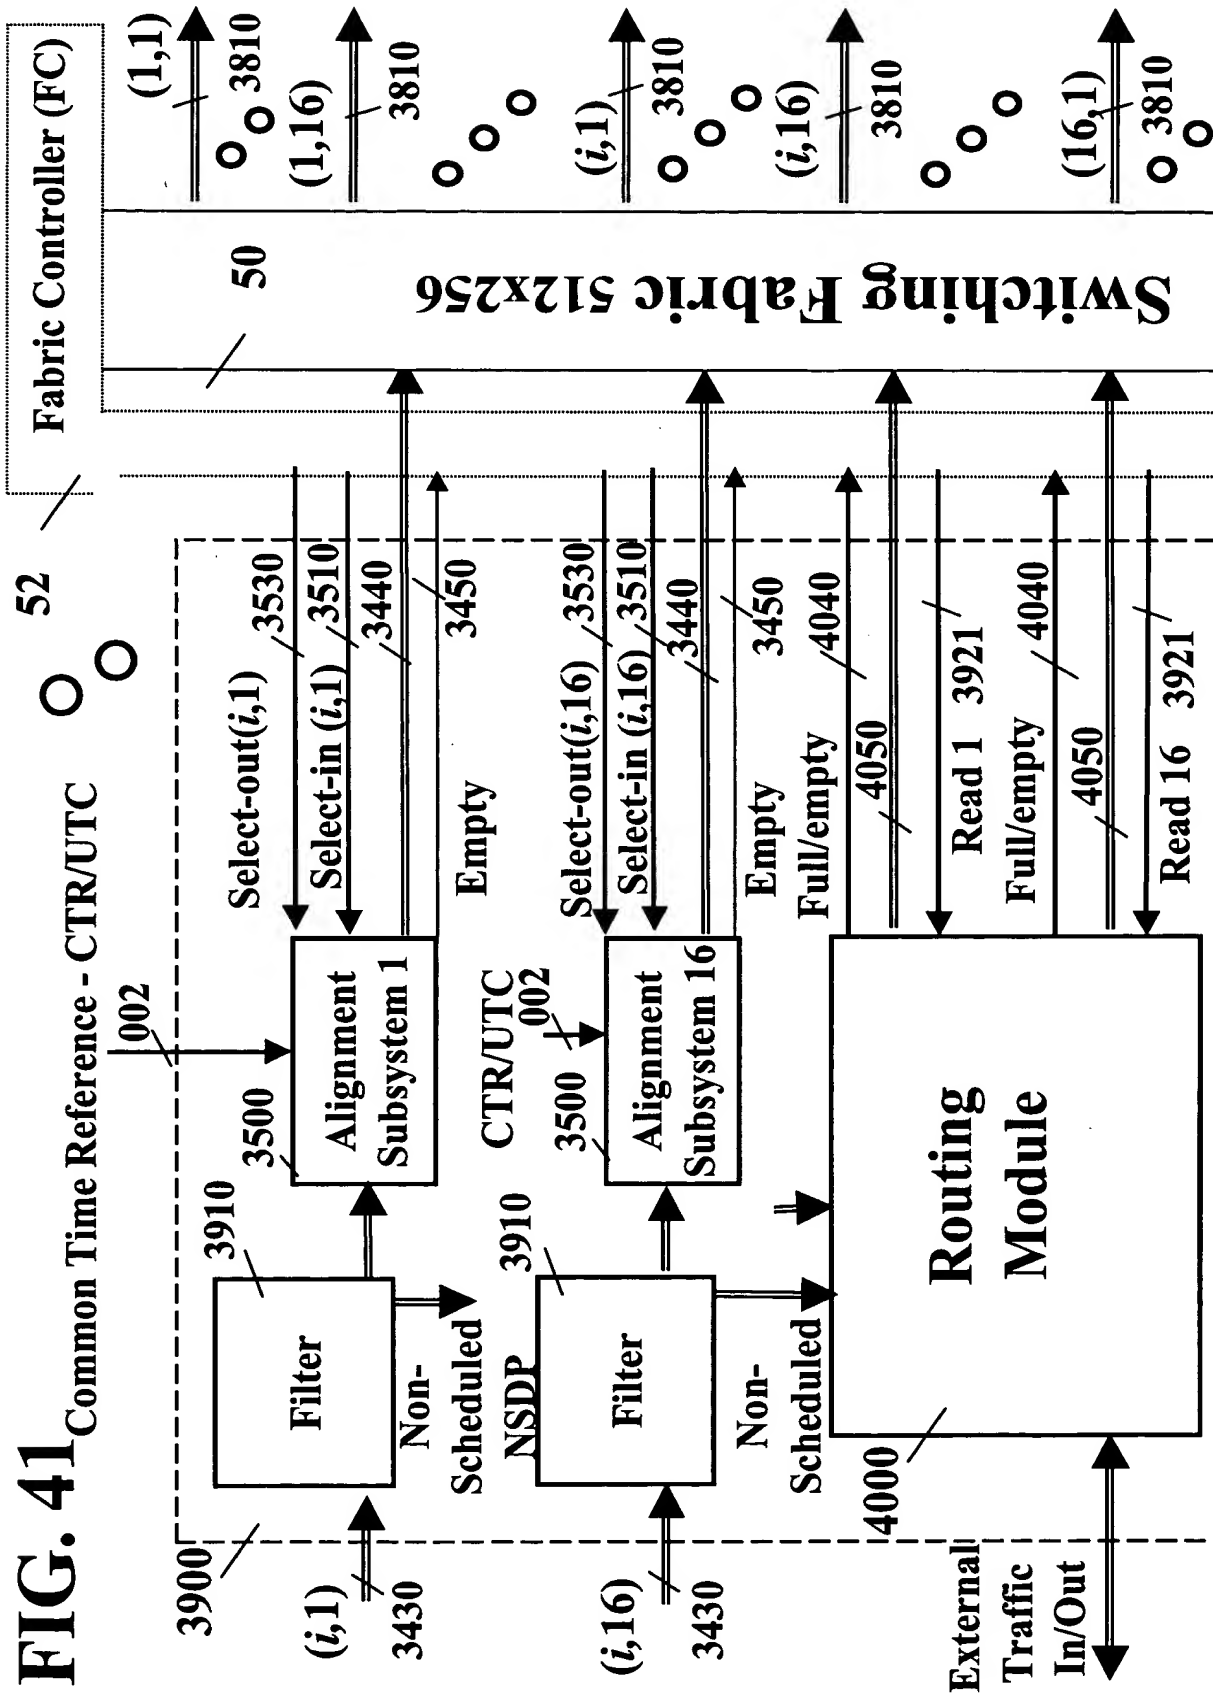 FIG. 41
Common Time Reference - CTR/UTC
52
Fabric Controller (FC)
3900
002
3910
3500
Filter
Alignment
Subsystem 1
Select-out(i,1)
3530
Select-in (i,1)
3510
3440
3450
Empty
(i,1)
3430
Non-
Scheduled
NSDP
CTR/UTC
002
3910
3500
Filter
Alignment
Subsystem 16
Select-out(i,16)
3530
Select-in (i,16)
3510
3440
3450
Empty
(i,16)
3430
Non-
Scheduled
4000
Routing
Module
Full/empty
4040
4050
Read 1
3921
Full/empty
4040
4050
Read 16
3921
External
Traffic
In/Out
50
Switching Fabric 512x256
(1,1)
3810
(1,16)
3810
(i,1)
3810
(i,16)
3810
(16,1)
3810